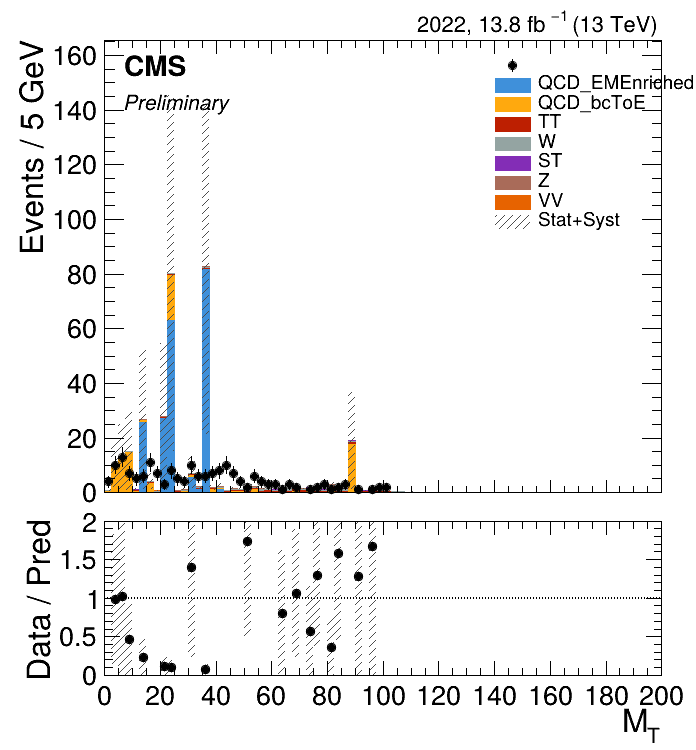 2022, 13.8 fb⁻¹ (13 TeV)
CMS
Preliminary
QCD_EMEnriched
QCD_bcToE
TT
W
ST
Z
VV
Stat+Syst
Events / 5 GeV
160
140
120
100
80
60
40
20
0
Data / Pred
2
1.5
1
0.5
0
0 20 40 60 80 100 120 140 160 180 200
M_T